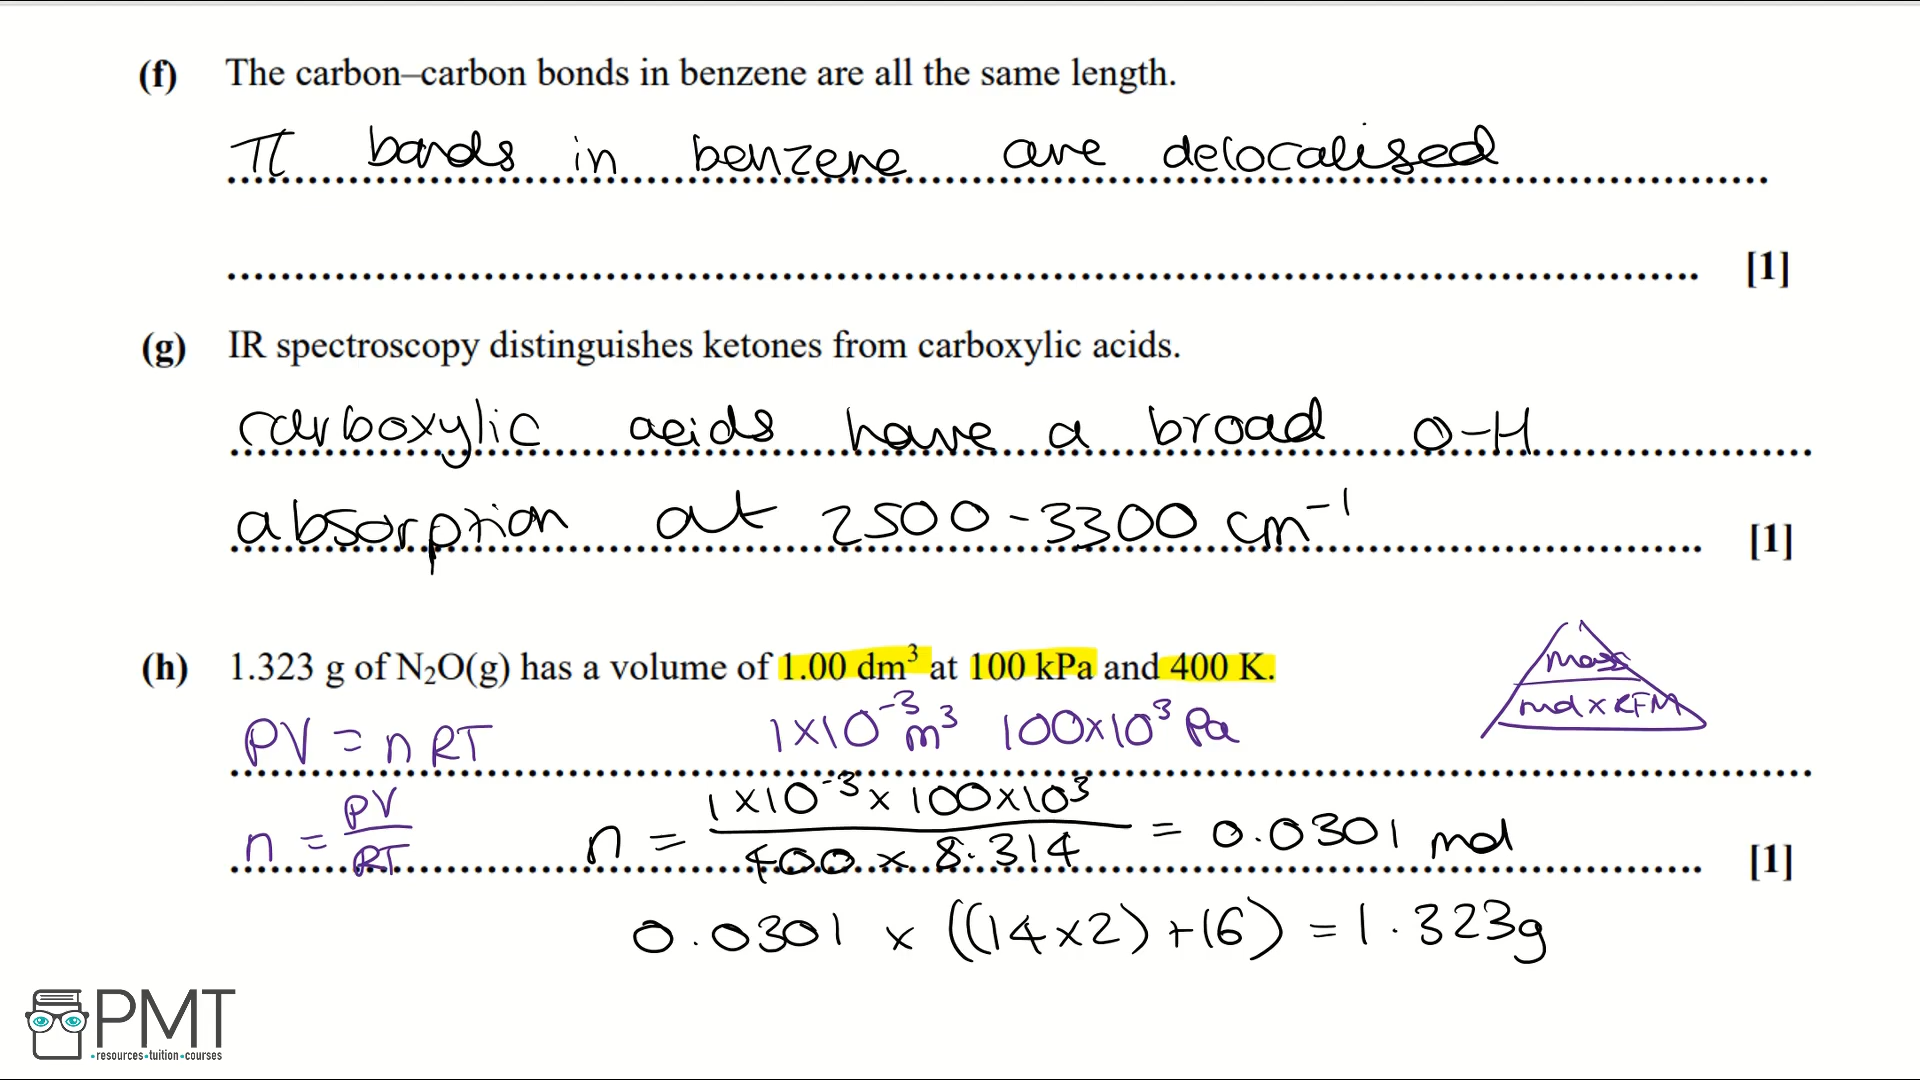 (f) The carbon–carbon bonds in benzene are all the same length.
π bonds in benzene are delocalised
[1]
(g) IR spectroscopy distinguishes ketones from carboxylic acids.
carboxylic acids have a broad O-H
absorption at 2500-3300 cm⁻¹
[1]
(h) 1.323 g of N₂O(g) has a volume of 1.00 dm³ at 100 kPa and 400 K.
mass
mol x RFM
PV = nRT 1x10⁻³ m³ 100x10³ Pa
n = PV/RT n = (1x10⁻³ x 100x10³)/(400 x 8.314) = 0.0301 mol
[1]
0.0301 x ((14x2)+16) = 1.323g
PMT
•resources•tuition•courses